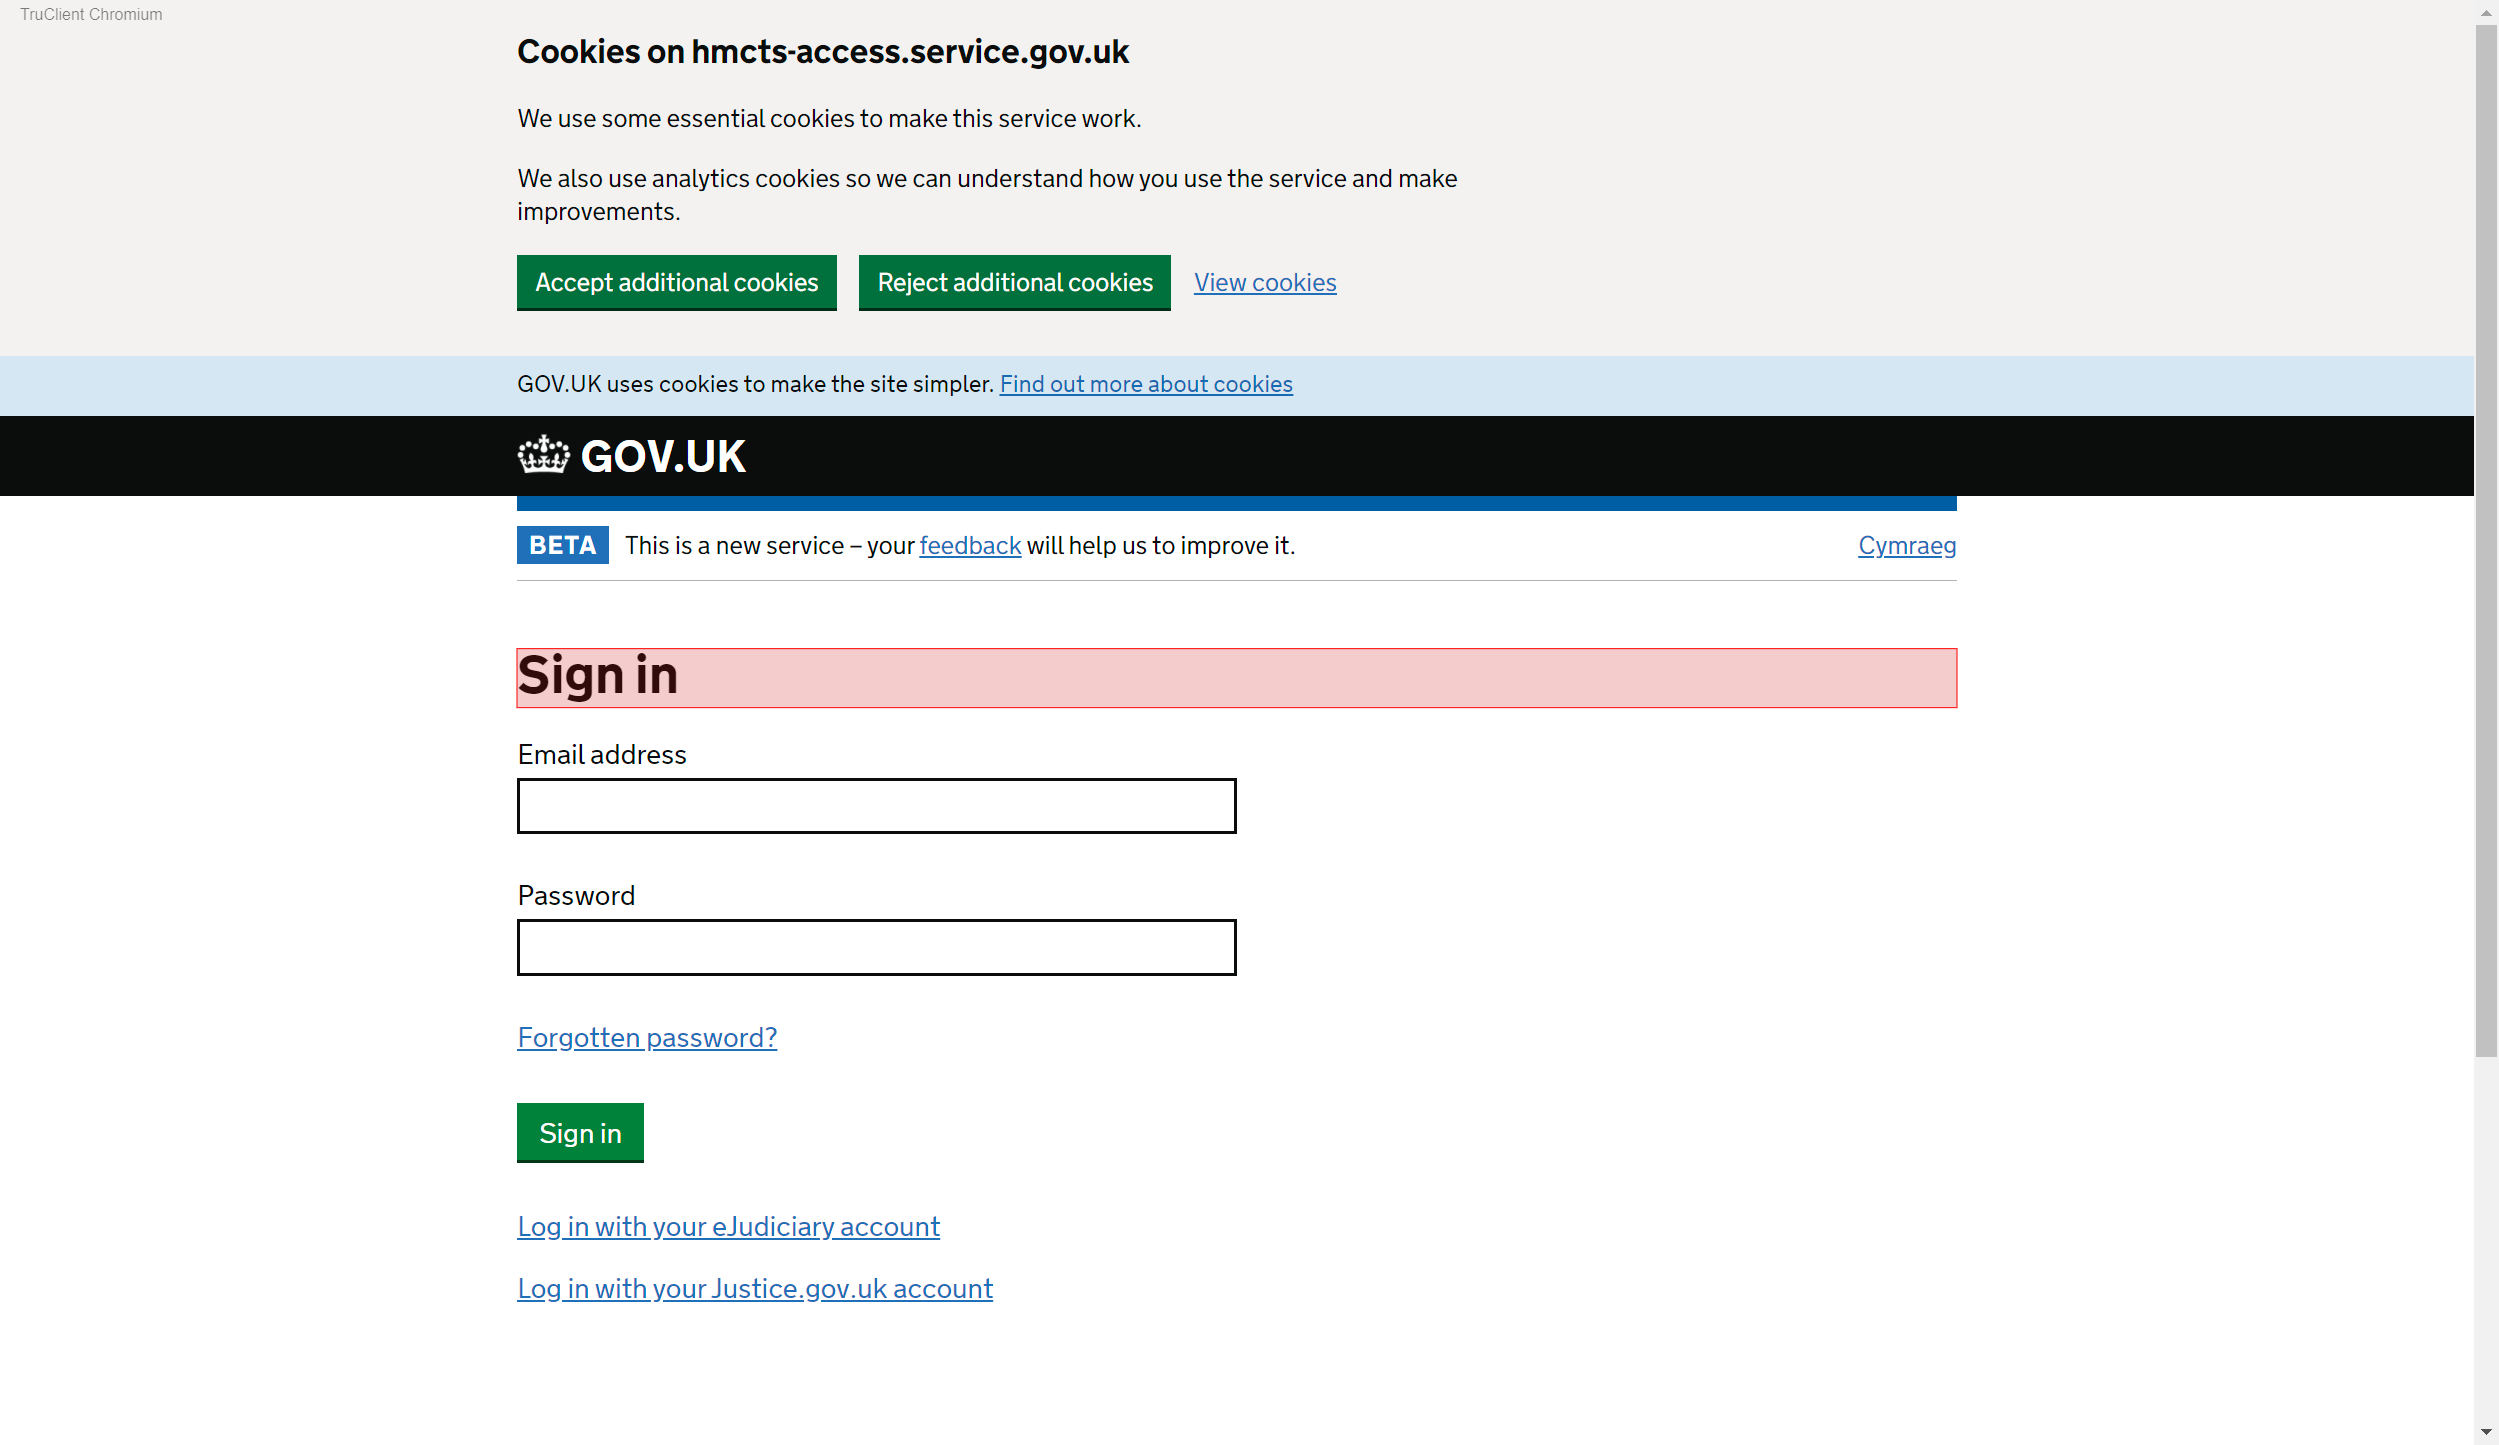 TruClient Chromium
Cookies on hmcts-access.service.gov.uk
We use some essential cookies to make this service work.
We also use analytics cookies so we can understand how you use the service and make
improvements.
Accept additional cookies Reject additional cookies View cookies
GOV.UK uses cookies to make the site simpler. Find out more about cookies
GOV.UK
BETA This is a new service – your feedback will help us to improve it. Cymraeg
Sign in
Email address
Password
Forgotten password?
Sign in
Log in with your eJudiciary account
Log in with your Justice.gov.uk account